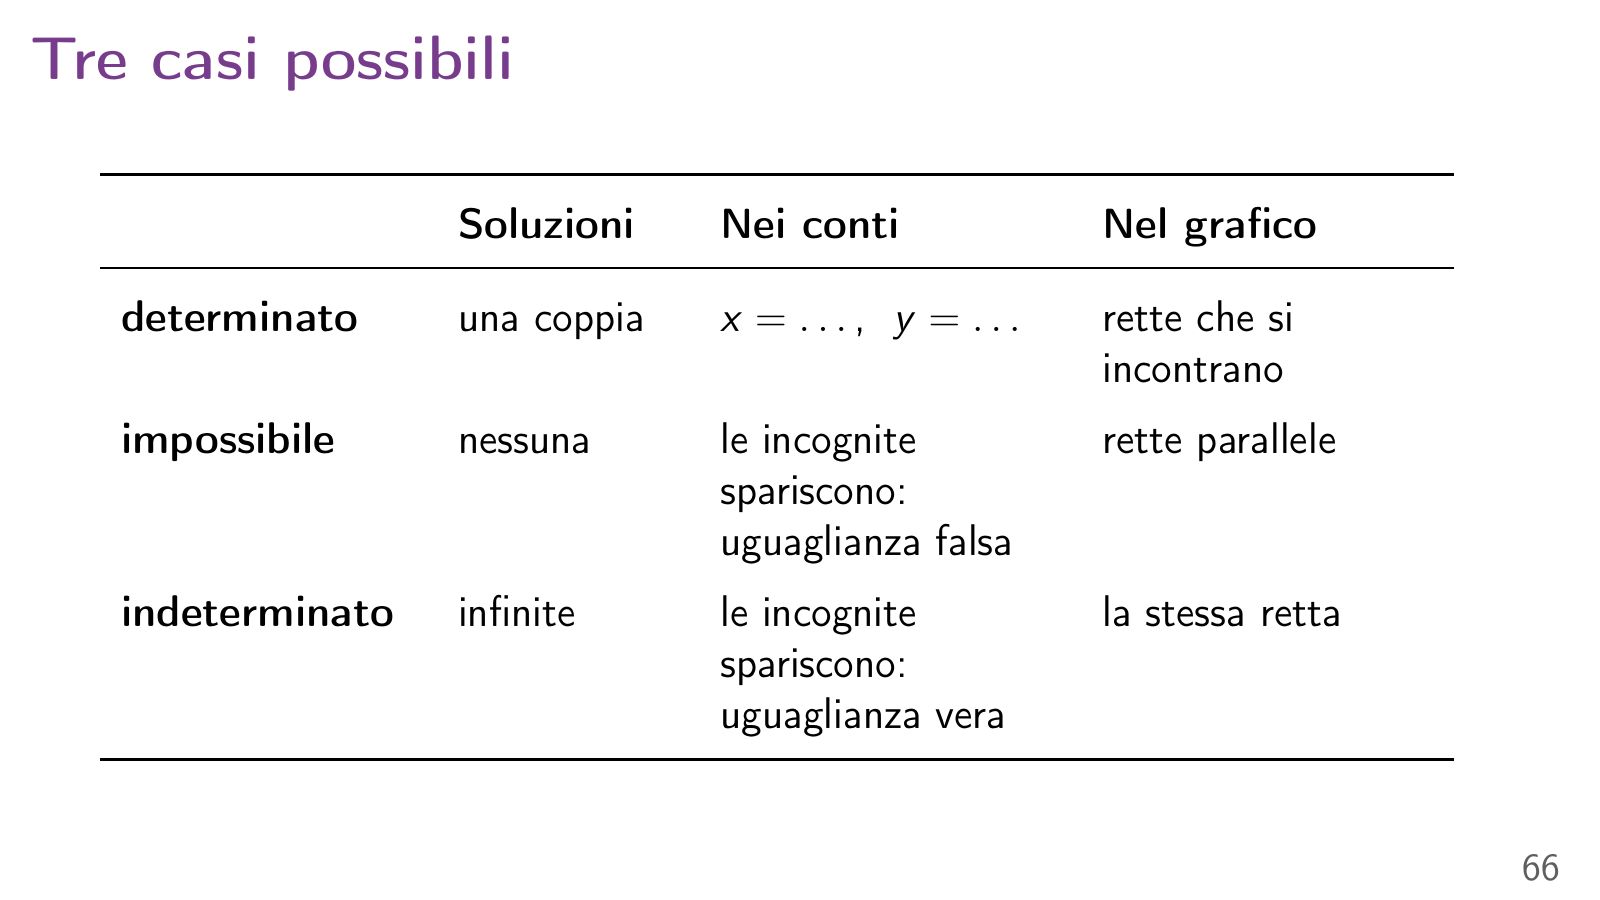 Tre casi possibili
Soluzioni Nei conti Nel grafico
determinato una coppia x = . . . , y = . . . rette che si
incontrano
impossibile nessuna le incognite rette parallele
spariscono:
uguaglianza falsa
indeterminato infinite le incognite la stessa retta
spariscono:
uguaglianza vera
66